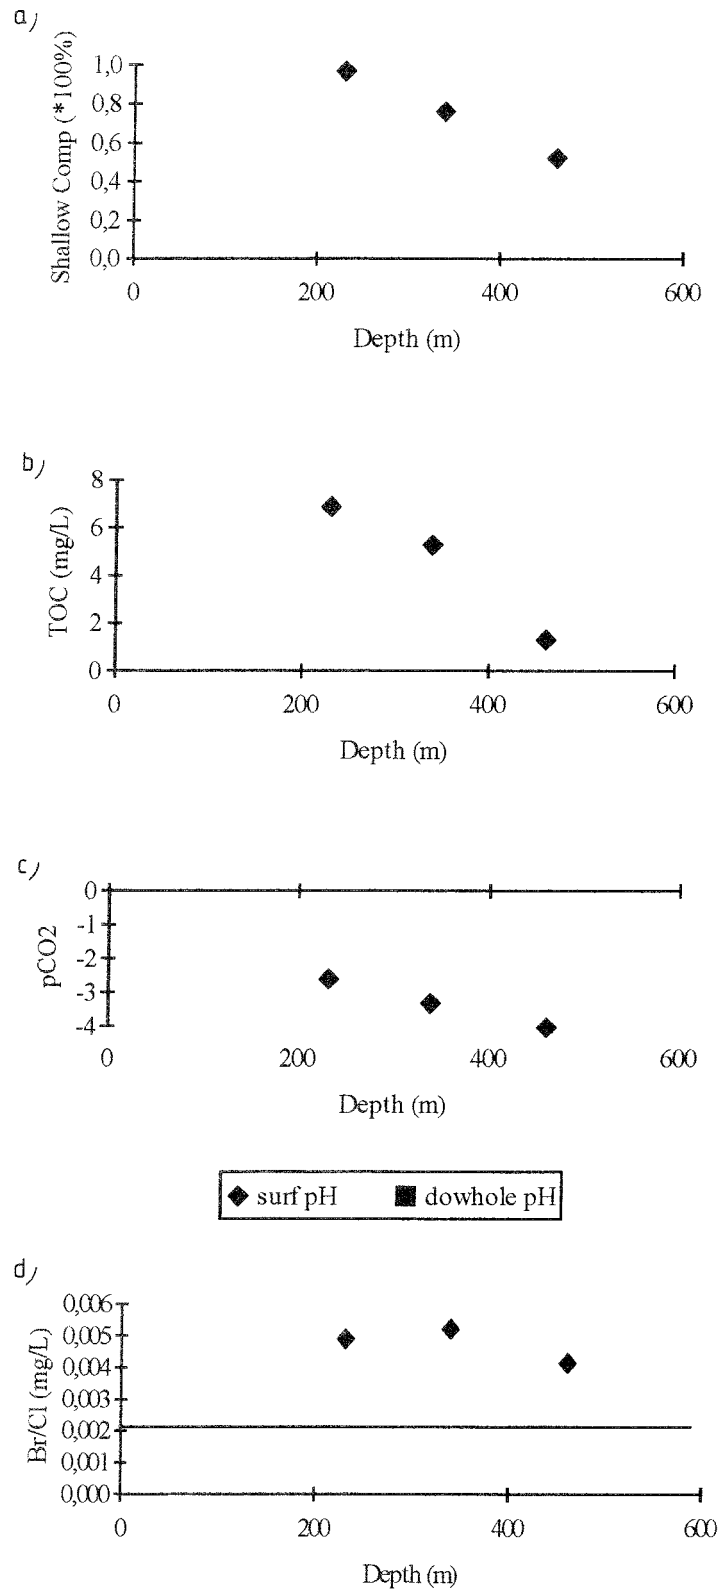 a)
Shallow Comp (*100%)
1,0
0,8
0,6
0,4
0,2
0,0
0 200 400 600
Depth (m)
b)
TOC (mg/L)
8
6
4
2
0
0 200 400 600
Depth (m)
c)
pCO2
0
-1
-2
-3
-4
0 200 400 600
Depth (m)
surf pH dowhole pH
d)
Br/Cl (mg/L)
0,006
0,005
0,004
0,003
0,002
0,001
0,000
0 200 400 600
Depth (m)